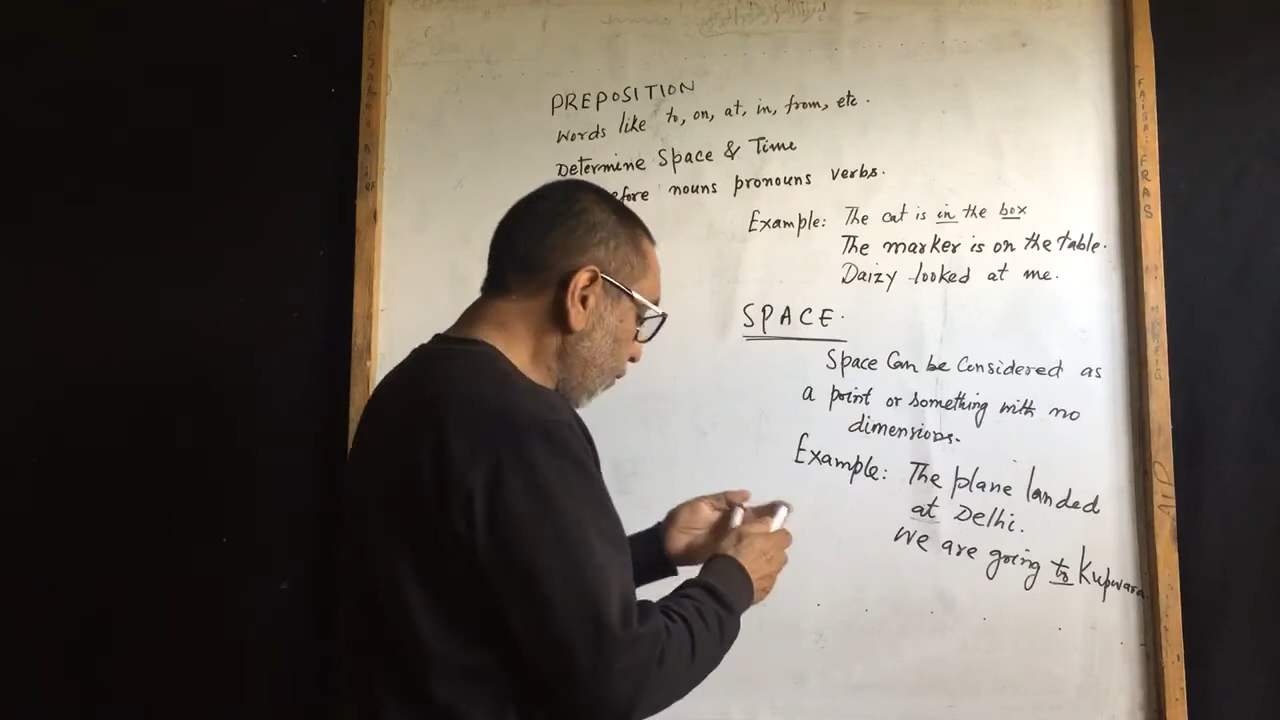 PREPOSITION
Words like to, on, at, in, from, etc.
Determine Space & Time
nouns pronouns verbs.
Example: The cat is in the box
The marker is on the table.
Daizy looked at me.
SPACE.
Space Can be Considered as
a point or something with no
dimensions.
Example: The plane landed
at Delhi.
We are going to Kupwara